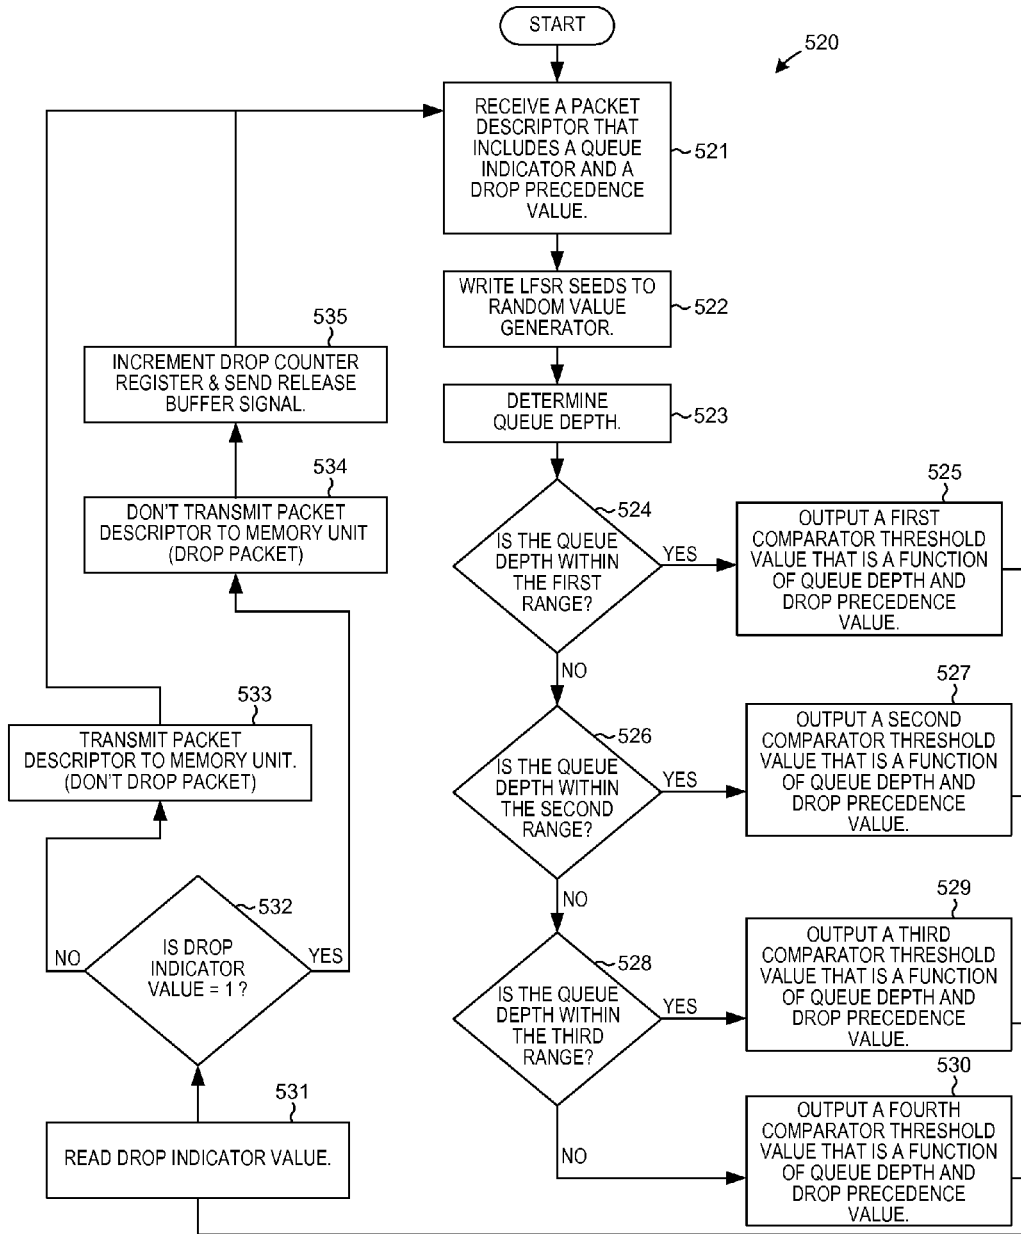 START
520
RECEIVE A PACKET
DESCRIPTOR THAT
INCLUDES A QUEUE
INDICATOR AND A
DROP PRECEDENCE
VALUE.
521
WRITE LFSR SEEDS TO
RANDOM VALUE
GENERATOR.
522
DETERMINE
QUEUE DEPTH.
523
IS THE QUEUE
DEPTH WITHIN
THE FIRST
RANGE?
524
YES
NO
OUTPUT A FIRST
COMPARATOR THRESHOLD
VALUE THAT IS A FUNCTION
OF QUEUE DEPTH AND
DROP PRECEDENCE
VALUE.
525
IS THE QUEUE
DEPTH WITHIN
THE SECOND
RANGE?
526
YES
NO
OUTPUT A SECOND
COMPARATOR THRESHOLD
VALUE THAT IS A FUNCTION
OF QUEUE DEPTH AND
DROP PRECEDENCE
VALUE.
527
IS THE QUEUE
DEPTH WITHIN
THE THIRD
RANGE?
528
YES
NO
OUTPUT A THIRD
COMPARATOR THRESHOLD
VALUE THAT IS A FUNCTION
OF QUEUE DEPTH AND
DROP PRECEDENCE
VALUE.
529
OUTPUT A FOURTH
COMPARATOR THRESHOLD
VALUE THAT IS A FUNCTION
OF QUEUE DEPTH AND
DROP PRECEDENCE
VALUE.
530
READ DROP INDICATOR VALUE.
531
IS DROP
INDICATOR
VALUE = 1 ?
532
NO
YES
TRANSMIT PACKET
DESCRIPTOR TO MEMORY UNIT.
(DON'T DROP PACKET)
533
DON'T TRANSMIT PACKET
DESCRIPTOR TO MEMORY UNIT
(DROP PACKET)
534
INCREMENT DROP COUNTER
REGISTER & SEND RELEASE
BUFFER SIGNAL.
535